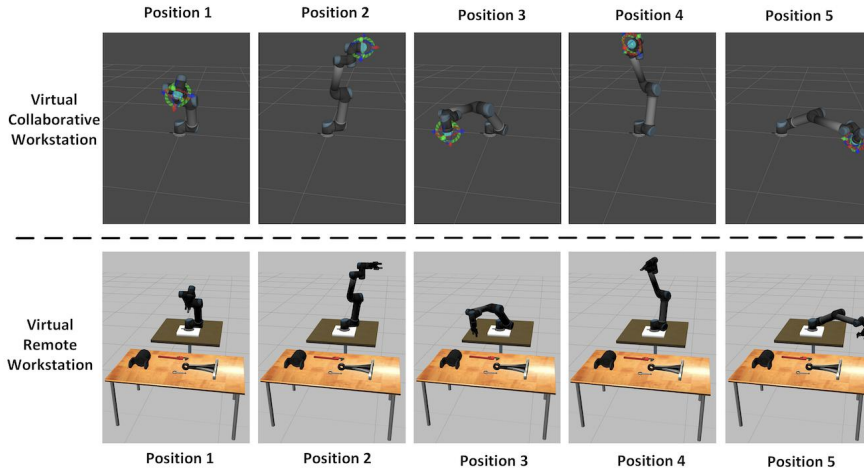 Position 1
Position 2
Position 3
Position 4
Position 5
Virtual
Collaborative
Workstation
Virtual
Remote
Workstation
Position 1
Position 2
Position 3
Position 4
Position 5